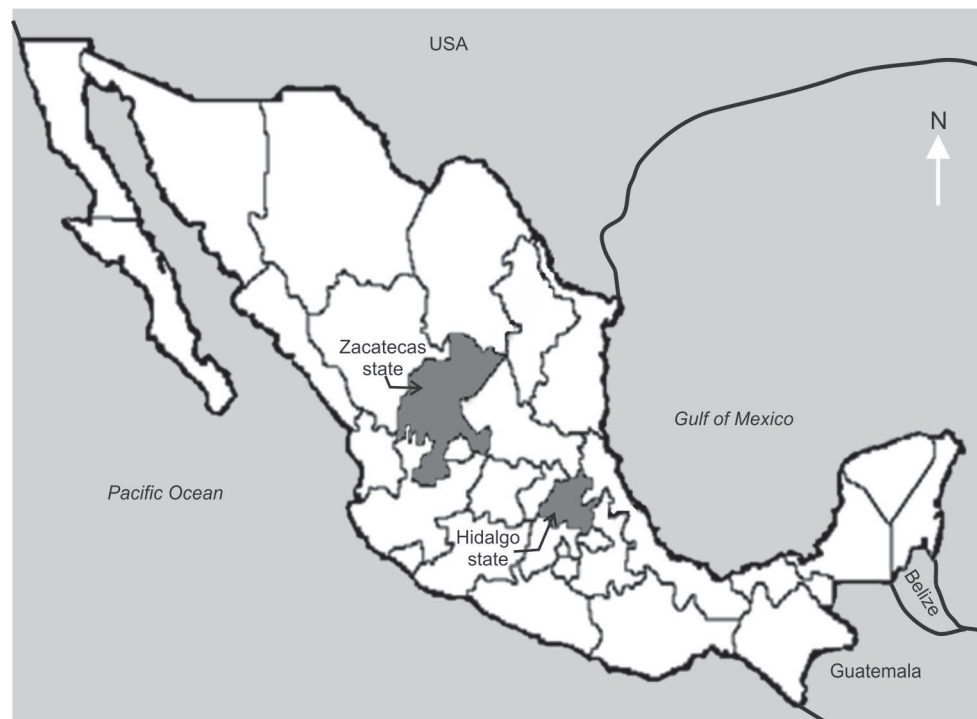 USA
N
Zacatecas
state
Gulf of Mexico
Pacific Ocean
Hidalgo
state
Belize
Guatemala